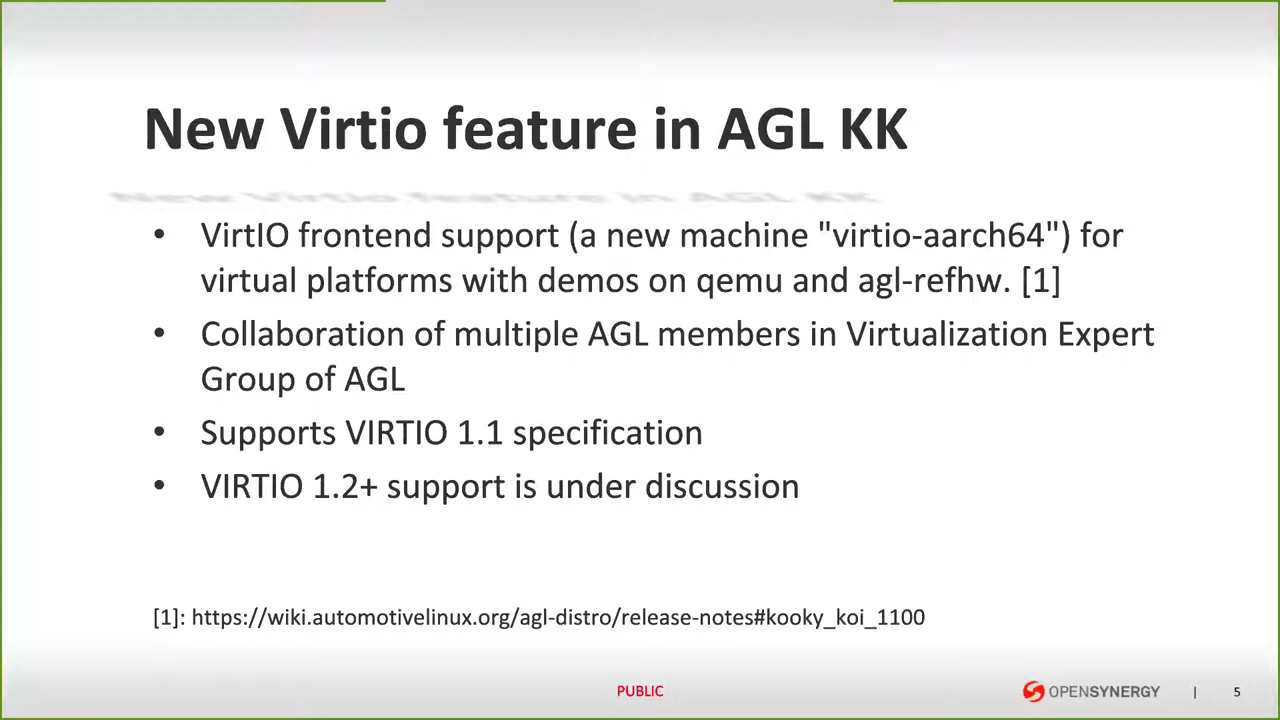 New Virtio feature in AGL KK
• VirtIO frontend support (a new machine "virtio-aarch64") for
virtual platforms with demos on qemu and agl-refhw. [1]
• Collaboration of multiple AGL members in Virtualization Expert
Group of AGL
• Supports VIRTIO 1.1 specification
• VIRTIO 1.2+ support is under discussion
[1]: https://wiki.automotivelinux.org/agl-distro/release-notes#kooky_koi_1100
PUBLIC
OPENSYNERGY | 5